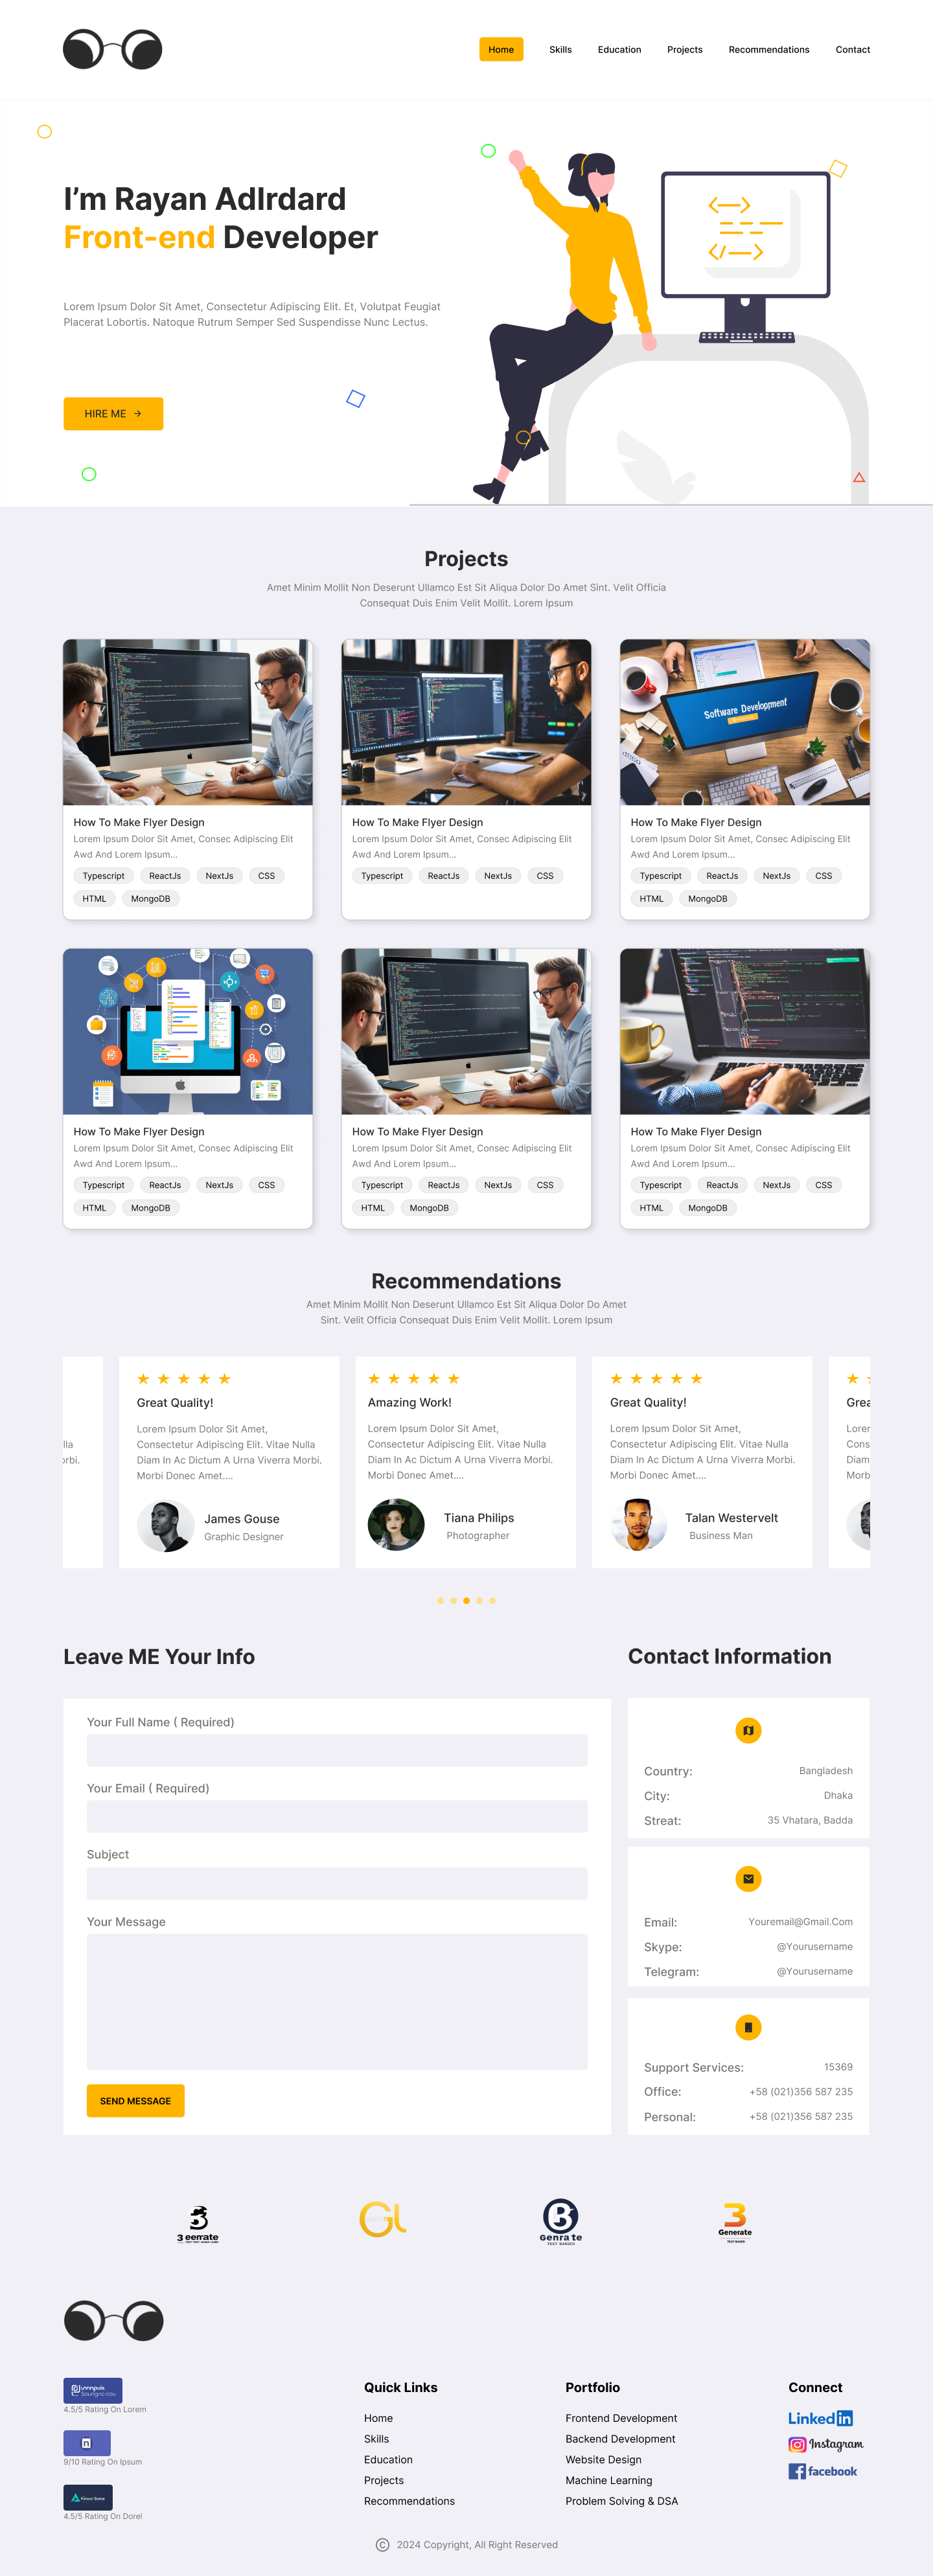 Home Skills Education Projects Recommendations Contact
I'm Rayan Adlrdard
Front-end Developer
Lorem Ipsum Dolor Sit Amet, Consectetur Adipiscing Elit. Et, Volutpat Feugiat
Placerat Lobortis. Natoque Rutrum Semper Sed Suspendisse Nunc Lectus.
HIRE ME →
Projects
Amet Minim Mollit Non Deserunt Ullamco Est Sit Aliqua Dolor Do Amet Sint. Velit Officia
Consequat Duis Enim Velit Mollit. Lorem Ipsum
How To Make Flyer Design
Lorem Ipsum Dolor Sit Amet, Consec Adipiscing Elit
Awd And Lorem Ipsum...
Typescript ReactJs NextJs CSS
HTML MongoDB
How To Make Flyer Design
Lorem Ipsum Dolor Sit Amet, Consec Adipiscing Elit
Awd And Lorem Ipsum...
Typescript ReactJs NextJs CSS
Software Development
How To Make Flyer Design
Lorem Ipsum Dolor Sit Amet, Consec Adipiscing Elit
Awd And Lorem Ipsum...
Typescript ReactJs NextJs CSS
HTML MongoDB
How To Make Flyer Design
Lorem Ipsum Dolor Sit Amet, Consec Adipiscing Elit
Awd And Lorem Ipsum...
Typescript ReactJs NextJs CSS
HTML MongoDB
How To Make Flyer Design
Lorem Ipsum Dolor Sit Amet, Consec Adipiscing Elit
Awd And Lorem Ipsum...
Typescript ReactJs NextJs CSS
HTML MongoDB
How To Make Flyer Design
Lorem Ipsum Dolor Sit Amet, Consec Adipiscing Elit
Awd And Lorem Ipsum...
Typescript ReactJs NextJs CSS
HTML MongoDB
Recommendations
Amet Minim Mollit Non Deserunt Ullamco Est Sit Aliqua Dolor Do Amet
Sint. Velit Officia Consequat Duis Enim Velit Mollit. Lorem Ipsum
lla
orbi.
Great Quality!
Lorem Ipsum Dolor Sit Amet,
Consectetur Adipiscing Elit. Vitae Nulla
Diam In Ac Dictum A Urna Viverra Morbi.
Morbi Donec Amet....
James Gouse
Graphic Designer
Amazing Work!
Lorem Ipsum Dolor Sit Amet,
Consectetur Adipiscing Elit. Vitae Nulla
Diam In Ac Dictum A Urna Viverra Morbi.
Morbi Donec Amet....
Tiana Philips
Photographer
Great Quality!
Lorem Ipsum Dolor Sit Amet,
Consectetur Adipiscing Elit. Vitae Nulla
Diam In Ac Dictum A Urna Viverra Morbi.
Morbi Donec Amet....
Talan Westervelt
Business Man
Grea
Lorer
Cons
Diam
Morb
Leave ME Your Info
Your Full Name ( Required)
Your Email ( Required)
Subject
Your Message
SEND MESSAGE
Contact Information
Country: Bangladesh
City: Dhaka
Streat: 35 Vhatara, Badda
Email: Youremail@Gmail.Com
Skype: @Yourusername
Telegram: @Yourusername
Support Services: 15369
Office: +58 (021)356 587 235
Personal: +58 (021)356 587 235
3 eerrate
GL
B
Genra te
TEXT BASED
3
Generate
4.5/5 Rating On Lorem
9/10 Rating On Ipsum
4.5/5 Rating On Dorel
Quick Links
Home
Skills
Education
Projects
Recommendations
Portfolio
Frontend Development
Backend Development
Website Design
Machine Learning
Problem Solving & DSA
Connect
Linkedin
Instagram
facebook
© 2024 Copyright, All Right Reserved